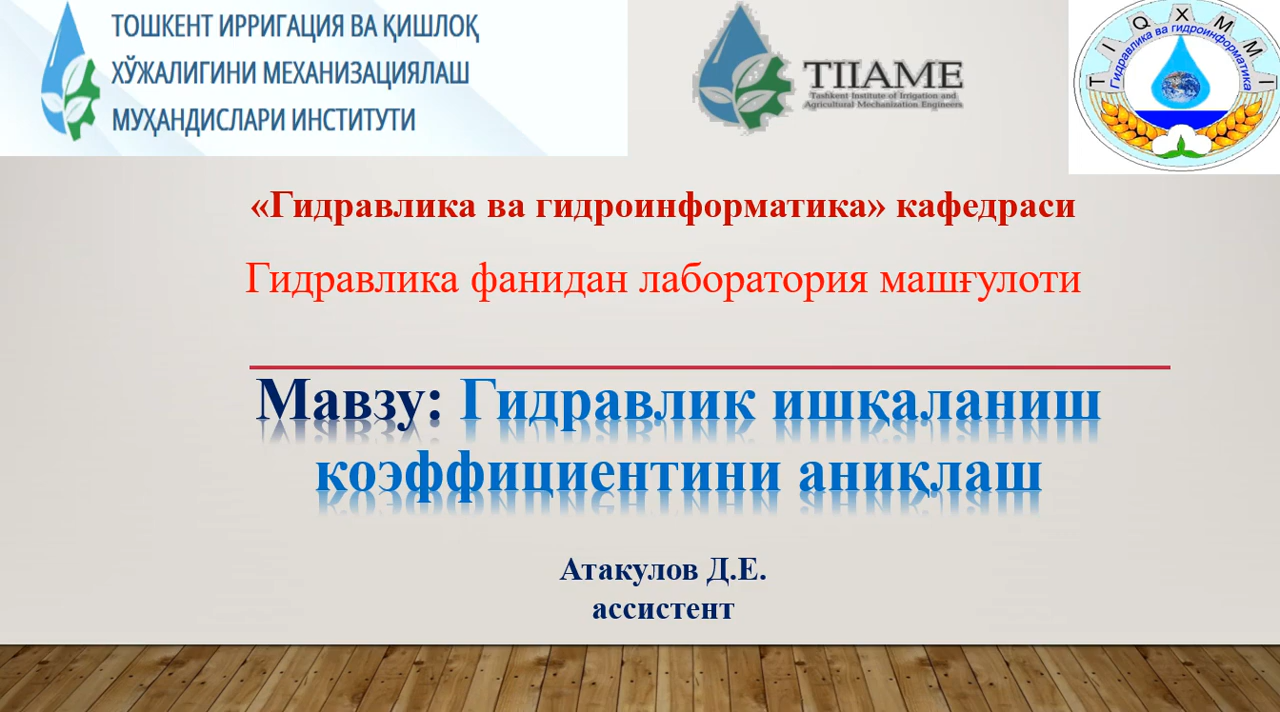 ТОШКЕНТ ИРРИГАЦИЯ ВА ҚИШЛОҚ
ХЎЖАЛИГИНИ МЕХАНИЗАЦИЯЛАШ
МУҲАНДИСЛАРИ ИНСТИТУТИ
TIIAME
Tashkent Institute of Irrigation and
Agricultural Mechanization Engineers
T I Q X M M I
Гидравлика ва гидроинформатика
«Гидравлика ва гидроинформатика» кафедраси
Гидравлика фанидан лаборатория машғулоти
Мавзу: Гидравлик ишқаланиш
коэффициентини аниқлаш
Атакулов Д.Е.
ассистент